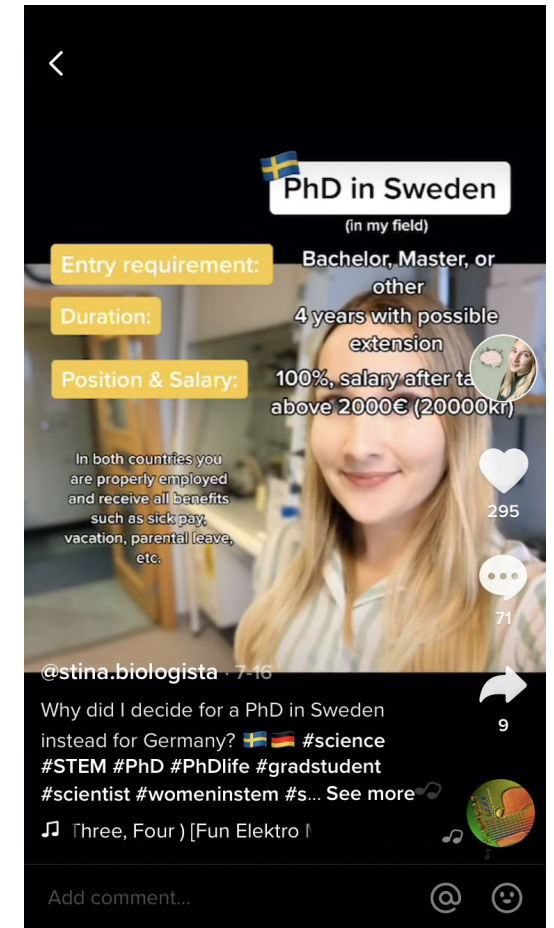 PhD in Sweden
(in my field)
Entry requirement:
Bachelor, Master, or
other
Duration:
4 years with possible
extension
Position & Salary:
100%, salary after
above 2000€ (20000kr)
In both countries you
are properly employed
and receive all benefits
such as sick pay,
vacation, parental leave,
etc.
295
71
9
@stina.biologista · 7-16
Why did I decide for a PhD in Sweden
instead for Germany? 🇸🇪🇩🇪 #science
#STEM #PhD #PhDlife #gradstudent
#scientist #womeninstem #s... See more
Three, Four ) [Fun Elektro
Add comment...